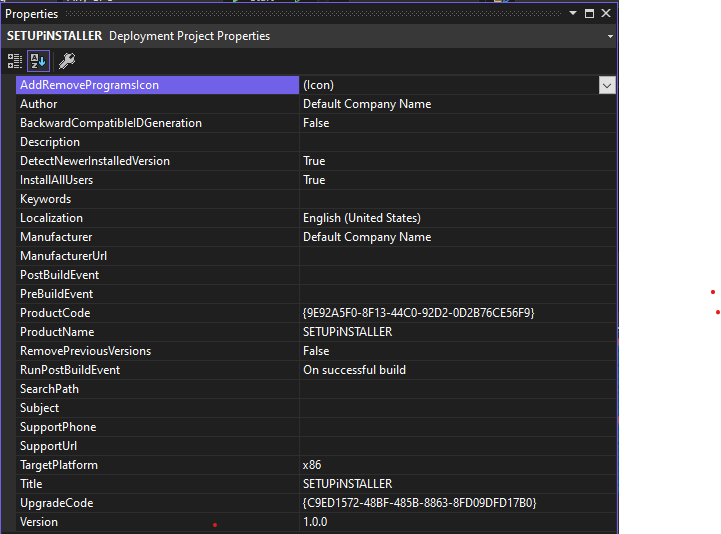 Properties
SETUPiNSTALLER Deployment Project Properties
AddRemoveProgramsIcon (Icon)
Author Default Company Name
BackwardCompatibleIDGeneration False
Description
DetectNewerInstalledVersion True
InstallAllUsers True
Keywords
Localization English (United States)
Manufacturer Default Company Name
ManufacturerUrl
PostBuildEvent
PreBuildEvent
ProductCode {9E92A5F0-8F13-44C0-92D2-0D2B76CE56F9}
ProductName SETUPiNSTALLER
RemovePreviousVersions False
RunPostBuildEvent On successful build
SearchPath
Subject
SupportPhone
SupportUrl
TargetPlatform x86
Title SETUPiNSTALLER
UpgradeCode {C9ED1572-48BF-485B-8863-8FD09DFD17B0}
Version 1.0.0